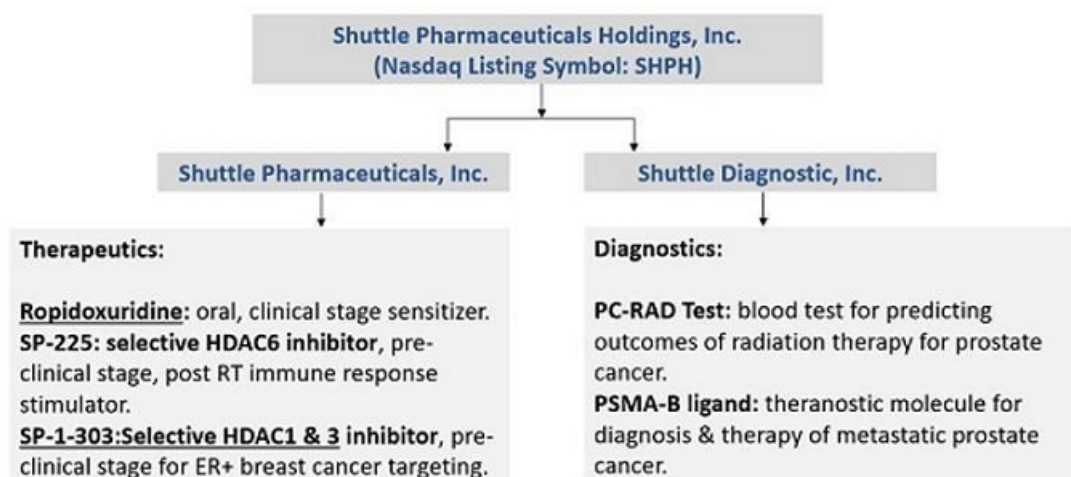 Shuttle Pharmaceuticals Holdings, Inc.
(Nasdaq Listing Symbol: SHPH)
Shuttle Pharmaceuticals, Inc.
Shuttle Diagnostic, Inc.
Therapeutics:
Ropidoxuridine: oral, clinical stage sensitizer.
SP-225: selective HDAC6 inhibitor, pre-
clinical stage, post RT immune response
stimulator.
SP-1-303:Selective HDAC1 & 3 inhibitor, pre-
clinical stage for ER+ breast cancer targeting.
Diagnostics:
PC-RAD Test: blood test for predicting
outcomes of radiation therapy for prostate
cancer.
PSMA-B ligand: theranostic molecule for
diagnosis & therapy of metastatic prostate
cancer.